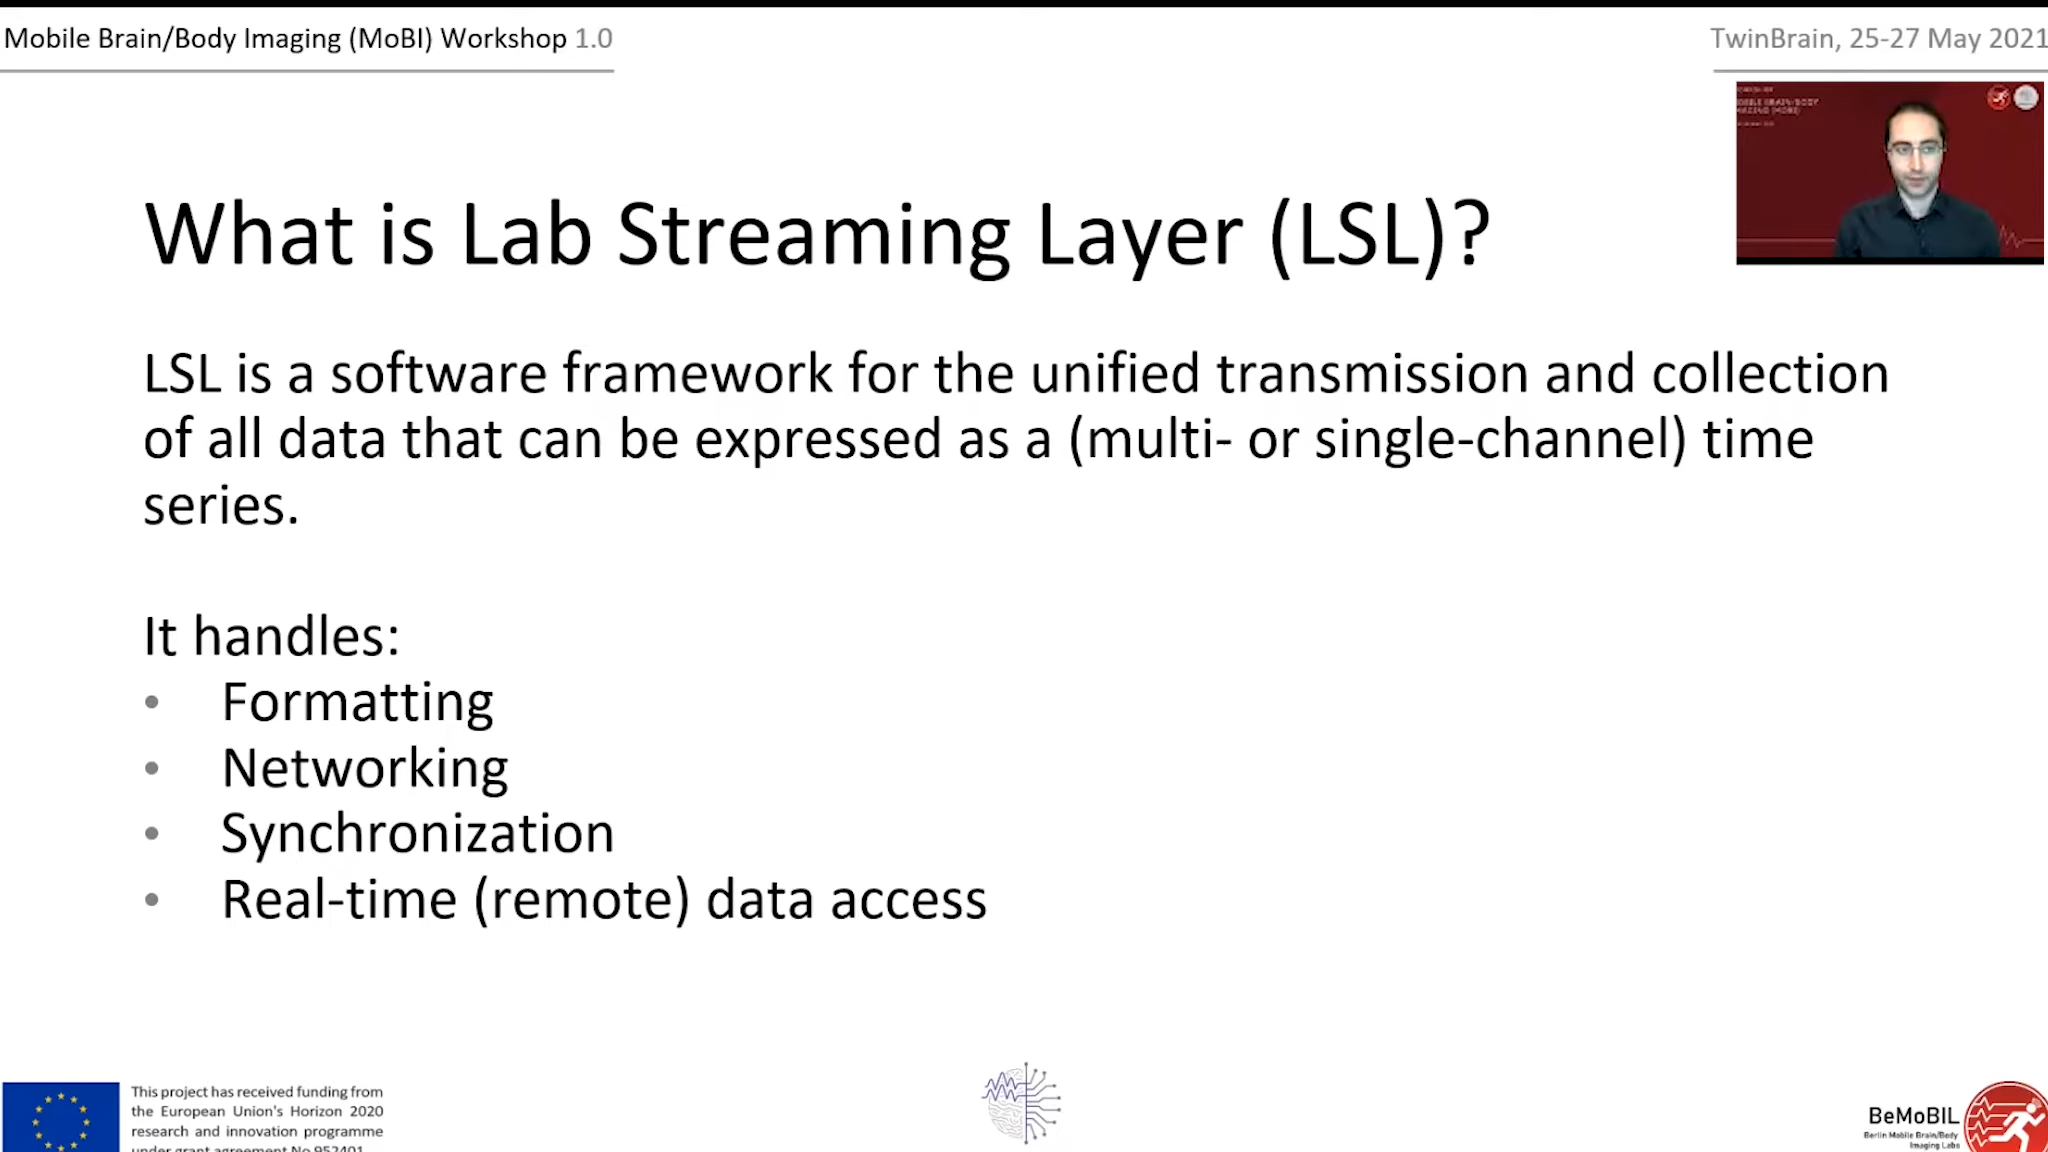 Mobile Brain/Body Imaging (MoBI) Workshop 1.0
TwinBrain, 25-27 May 2021
What is Lab Streaming Layer (LSL)?
LSL is a software framework for the unified transmission and collection
of all data that can be expressed as a (multi- or single-channel) time
series.
It handles:
• Formatting
• Networking
• Synchronization
• Real-time (remote) data access
This project has received funding from
the European Union's Horizon 2020
research and innovation programme
under grant agreement No 952401
BeMoBIL
Berlin Mobile Brain/Body
Imaging Labs